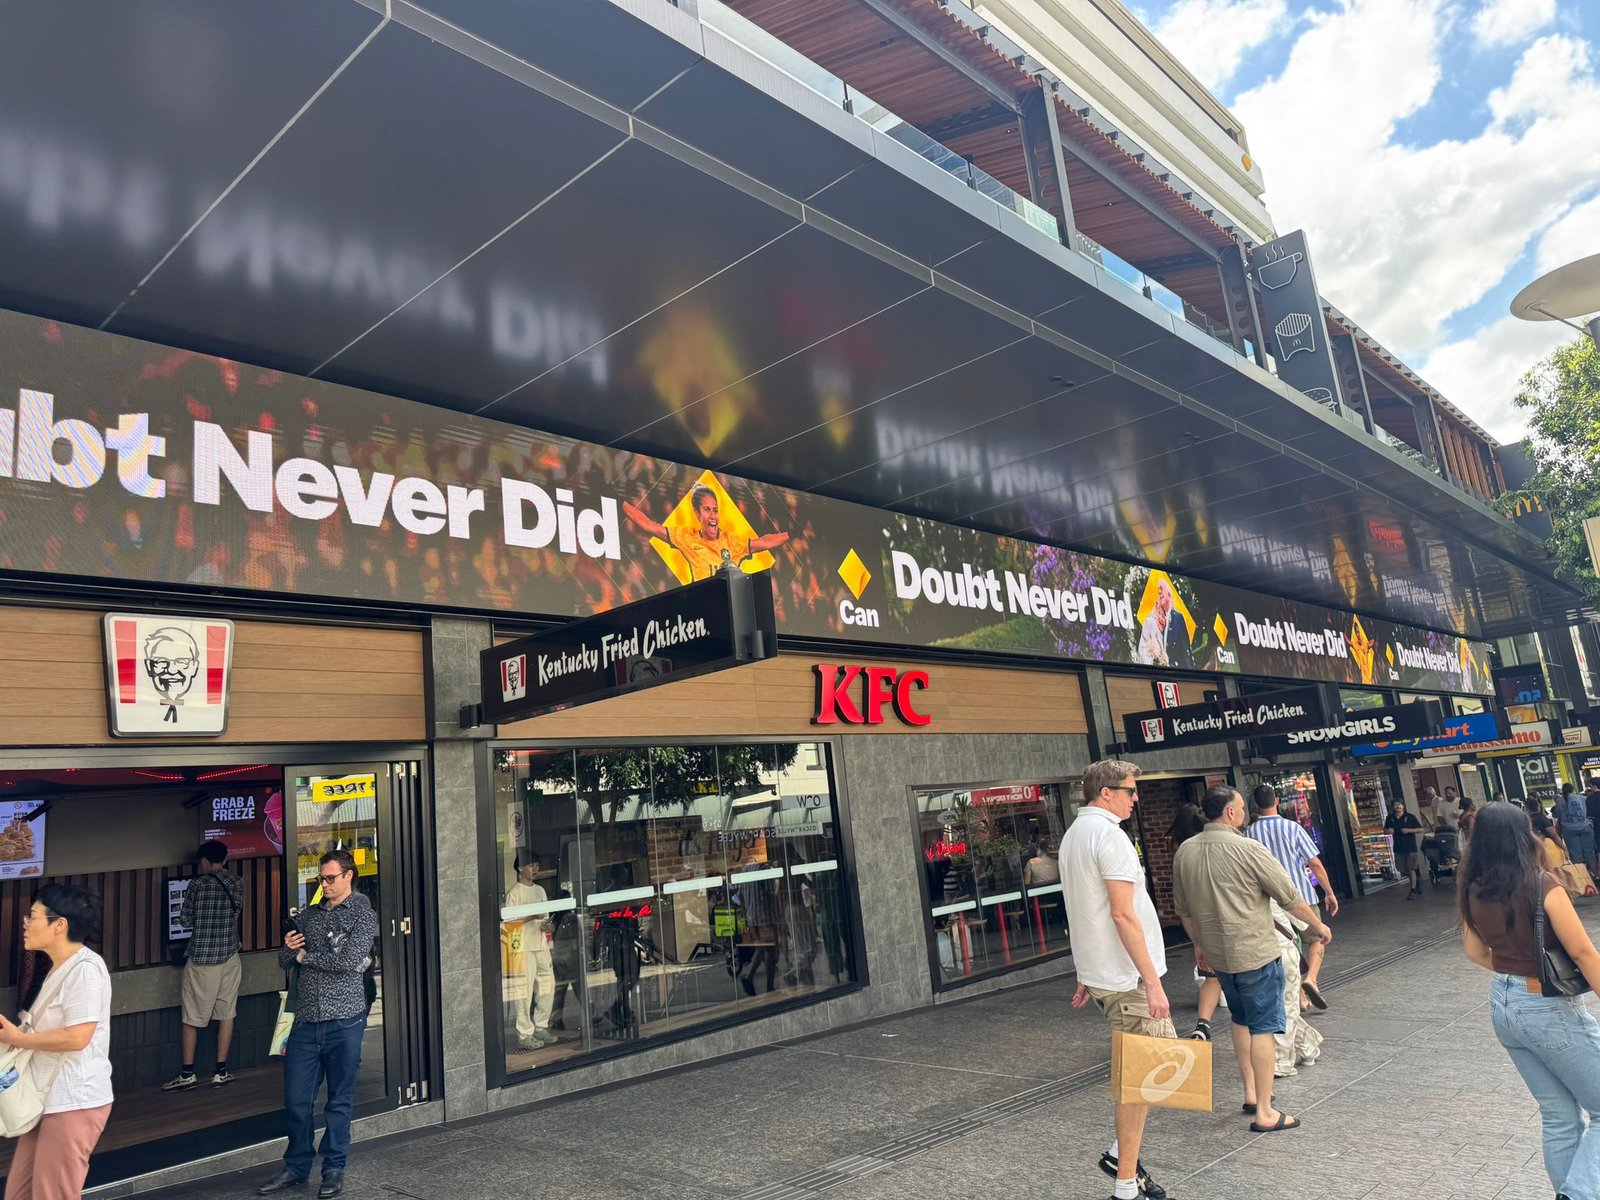 ubt Never Did
Can
Doubt Never Did
Can
Doubt Never Did
Can
Doubt Never Did
Kentucky Fried Chicken
KFC
Kentucky Fried Chicken
SHOWGIRLS
GRAB A
FREEZE